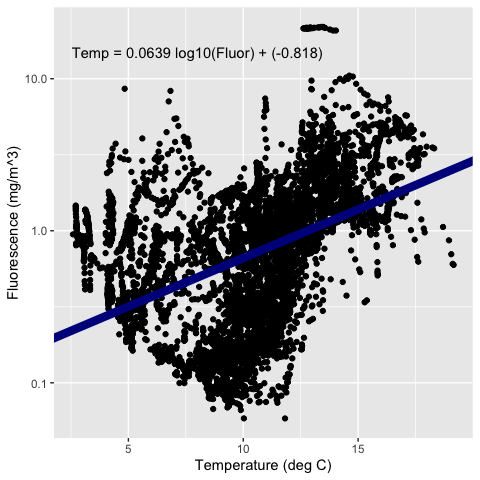 Temp = 0.0639 log10(Fluor) + (-0.818)
10.0
1.0
0.1
Fluorescence (mg/m^3)
5
10
15
Temperature (deg C)